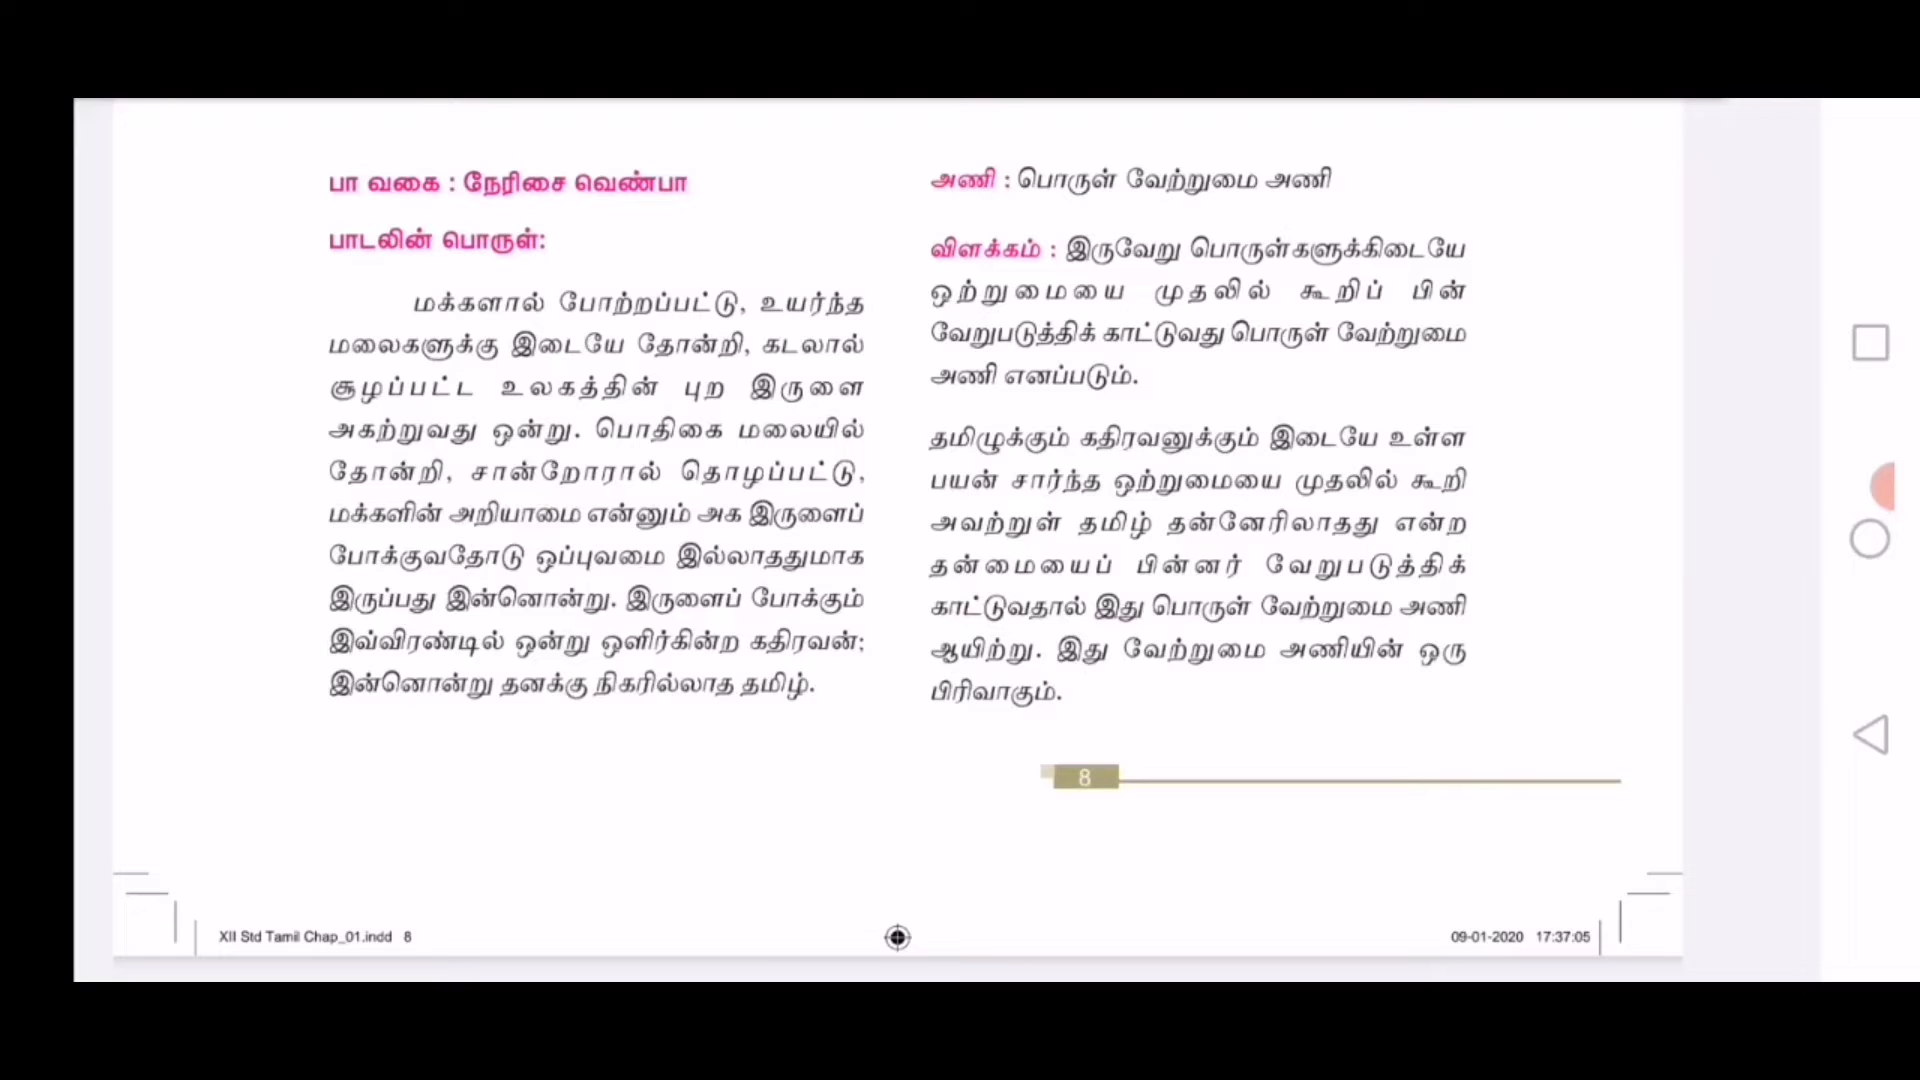 பா வகை : நேரிசை வெண்பா
பாடலின் பொருள்:
மக்களால் போற்றப்பட்டு, உயர்ந்த
மலைகளுக்கு இடையே தோன்றி, கடலால்
சூழப்பட்ட உலகத்தின் புற இருளை
அகற்றுவது ஒன்று. பொதிகை மலையில்
தோன்றி, சான்றோரால் தொழப்பட்டு,
மக்களின் அறியாமை என்னும் அக இருளைப்
போக்குவதோடு ஒப்புவமை இல்லாததுமாக
இருப்பது இன்னொன்று. இருளைப் போக்கும்
இவ்விரண்டில் ஒன்று ஒளிர்கின்ற கதிரவன்;
இன்னொன்று தனக்கு நிகரில்லாத தமிழ்.
அணி : பொருள் வேற்றுமை அணி
விளக்கம் : இருவேறு பொருள்களுக்கிடையே
ஒற்றுமையை முதலில் கூறிப் பின்
வேறுபடுத்திக் காட்டுவது பொருள் வேற்றுமை
அணி எனப்படும்.
தமிழுக்கும் கதிரவனுக்கும் இடையே உள்ள
பயன் சார்ந்த ஒற்றுமையை முதலில் கூறி
அவற்றுள் தமிழ் தன்னேரிலாதது என்ற
தன்மையைப் பின்னர் வேறுபடுத்திக்
காட்டுவதால் இது பொருள் வேற்றுமை அணி
ஆயிற்று. இது வேற்றுமை அணியின் ஒரு
பிரிவாகும்.
8
XII Std Tamil Chap_01.indd 8
09-01-2020 17:37:05